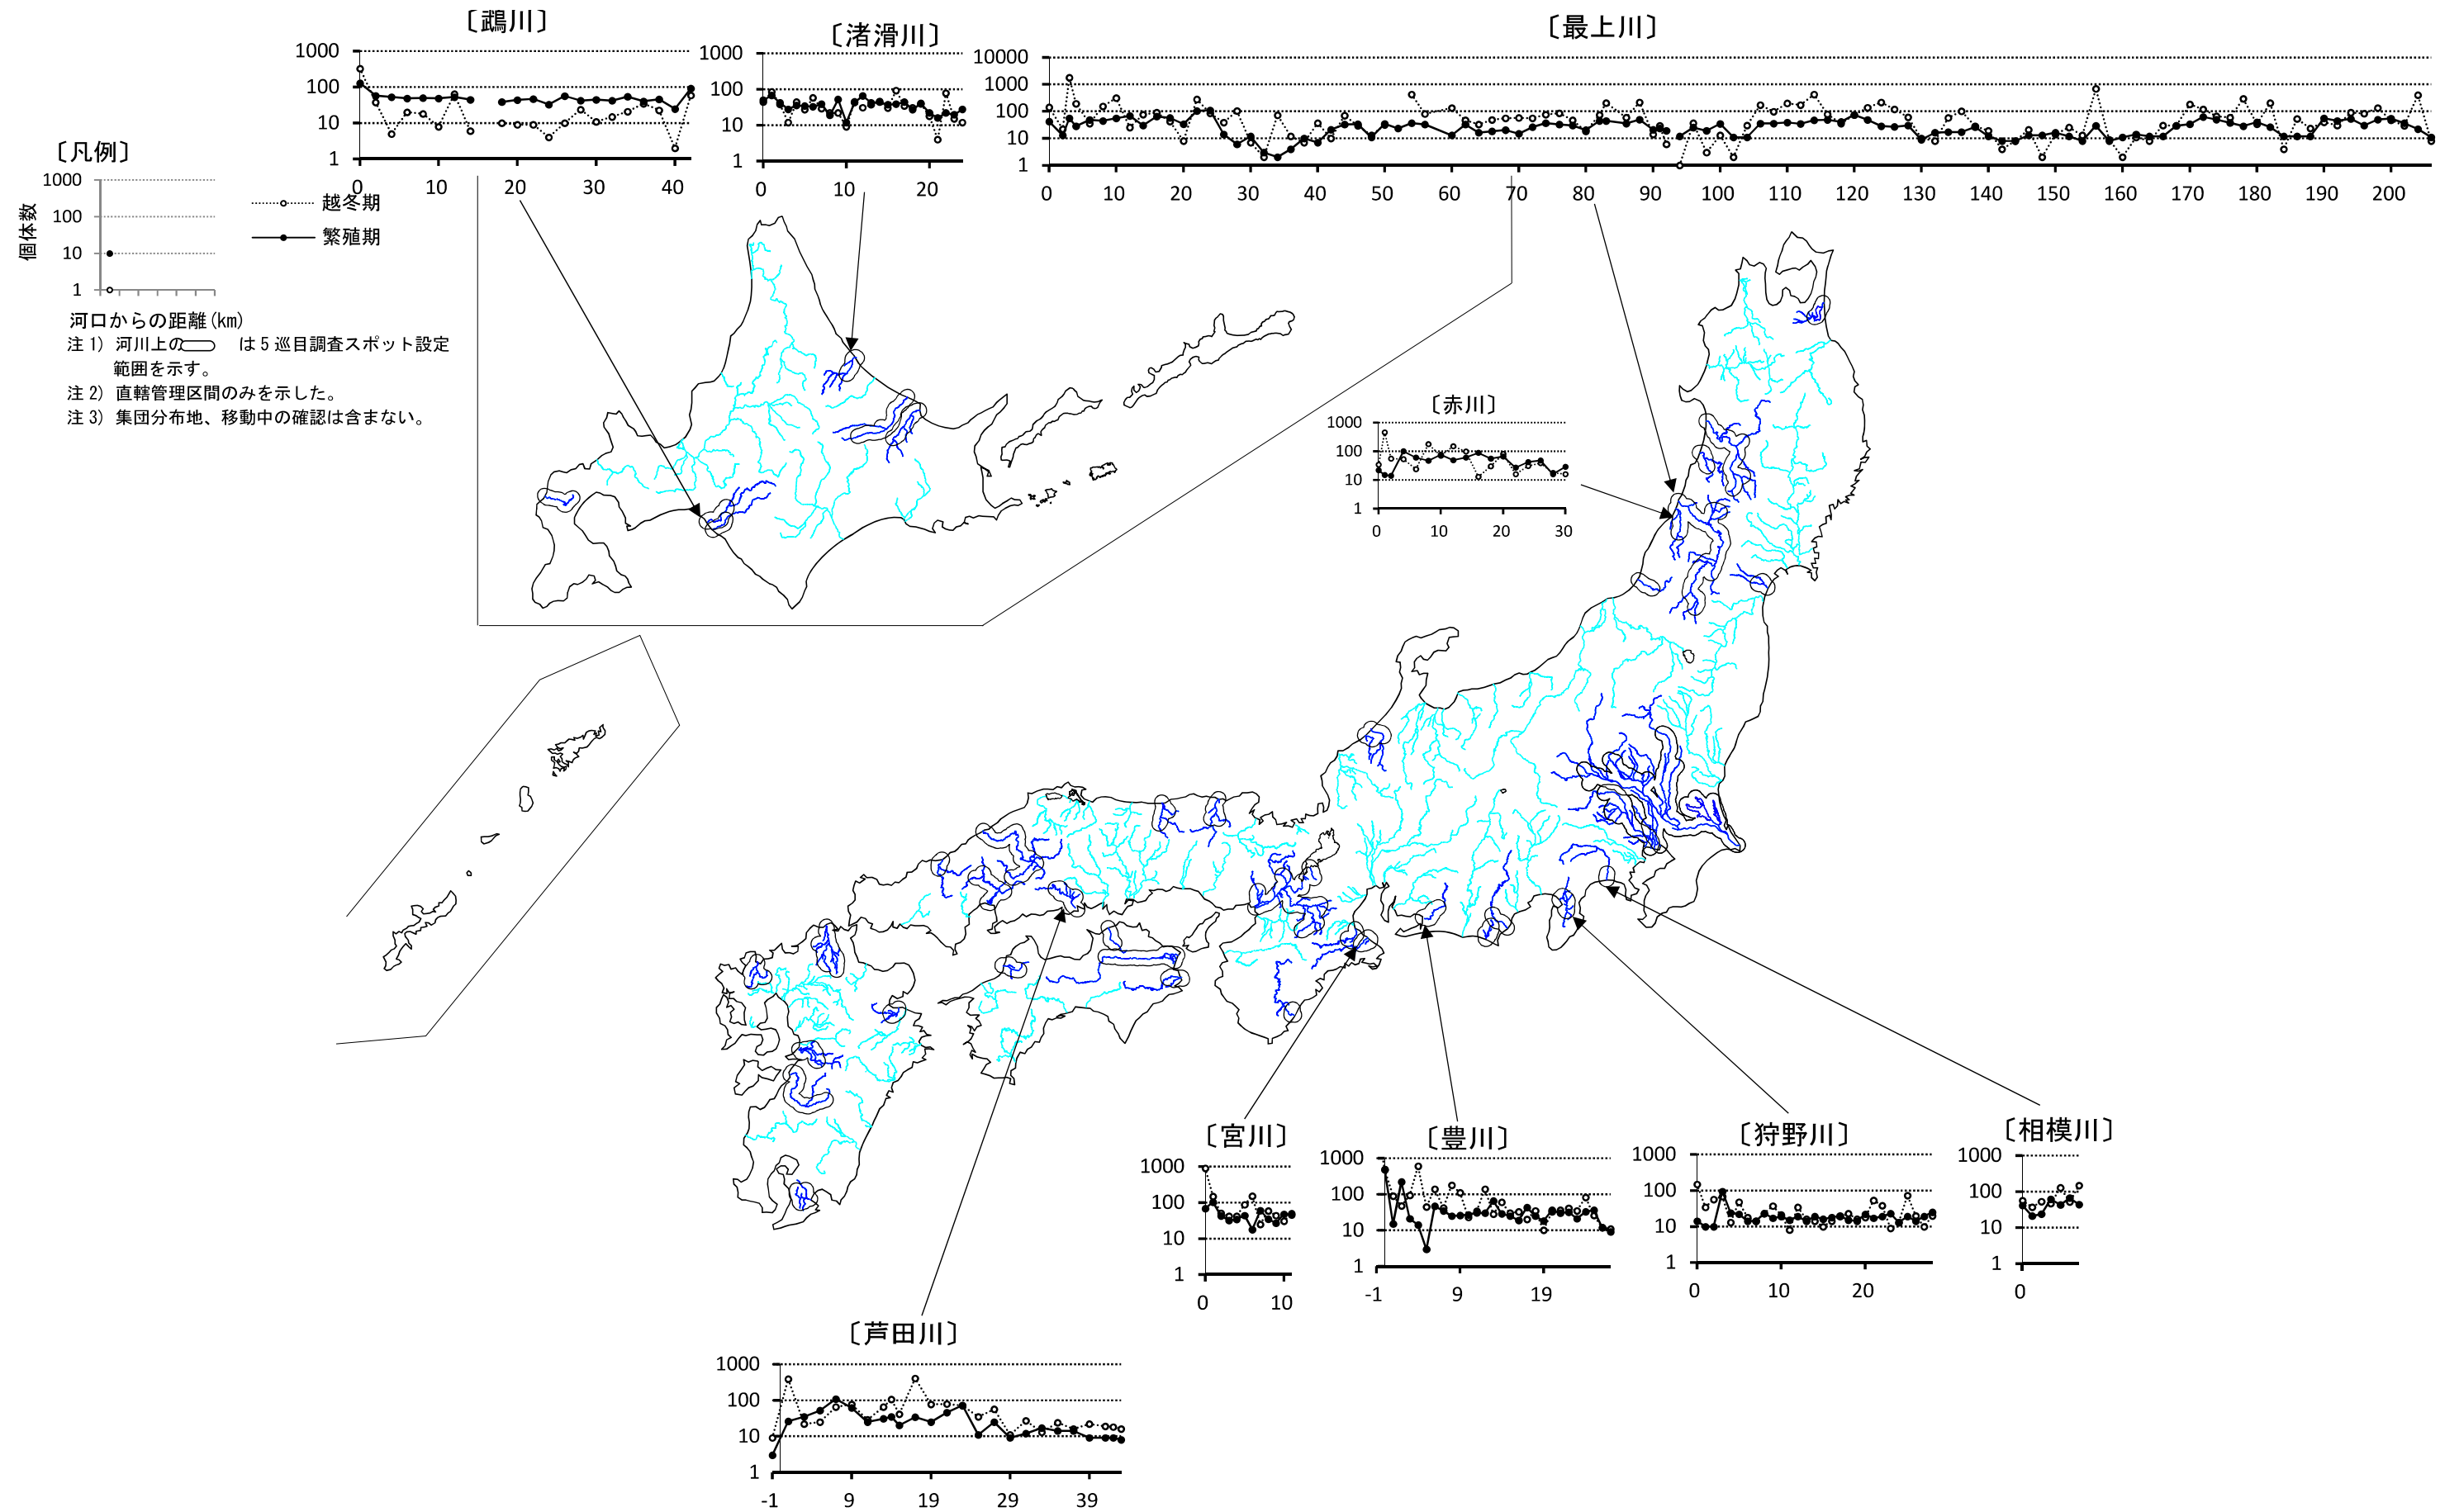 〔鵡川〕
1000
100
10
1
0 10 20 30 40
〔渚滑川〕
1000
100
10
1
0 10 20
〔最上川〕
10000
1000
100
10
1
0 10 20 30 40 50 60 70 80 90 100 110 120 130 140 150 160 170 180 190 200
〔凡例〕
1000
100
10
1
個体数
越冬期
繁殖期
河口からの距離(km)
注1) 河川上の は5巡目調査スポット設定
範囲を示す。
注2) 直轄管理区間のみを示した。
注3) 集団分布地、移動中の確認は含まない。
〔赤川〕
1000
100
10
1
0 10 20 30
〔宮川〕
1000
100
10
1
0 10
〔豊川〕
1000
100
10
1
-1 9 19
〔狩野川〕
1000
100
10
1
0 10 20
〔相模川〕
1000
100
10
1
0
〔芦田川〕
1000
100
10
1
-1 9 19 29 39